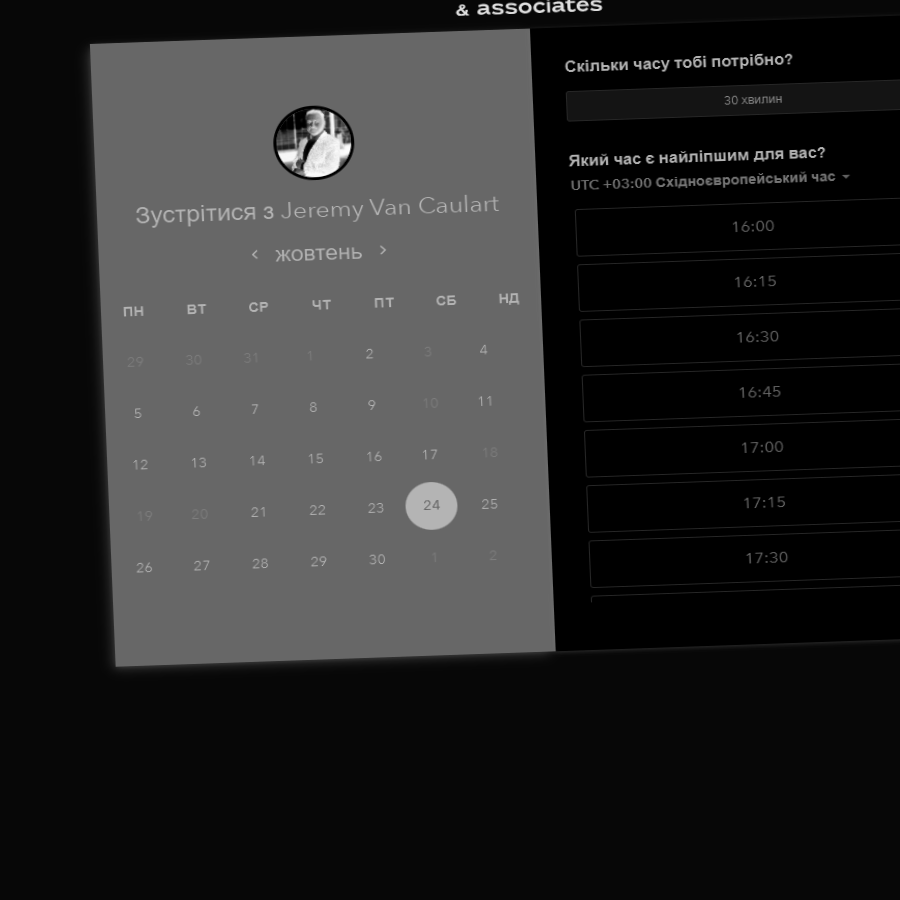 & associates
Зустрітися з Jeremy Van Caulart
жовтень
ПН ВТ СР ЧТ ПТ СБ НД
29 30 31 1 2 3 4
5 6 7 8 9 10 11
12 13 14 15 16 17 18
19 20 21 22 23 24 25
26 27 28 29 30 1 2
Скільки часу тобі потрібно?
30 хвилин
Який час є найліпшим для вас?
UTC +03:00 Східноєвропейський час
16:00
16:15
16:30
16:45
17:00
17:15
17:30